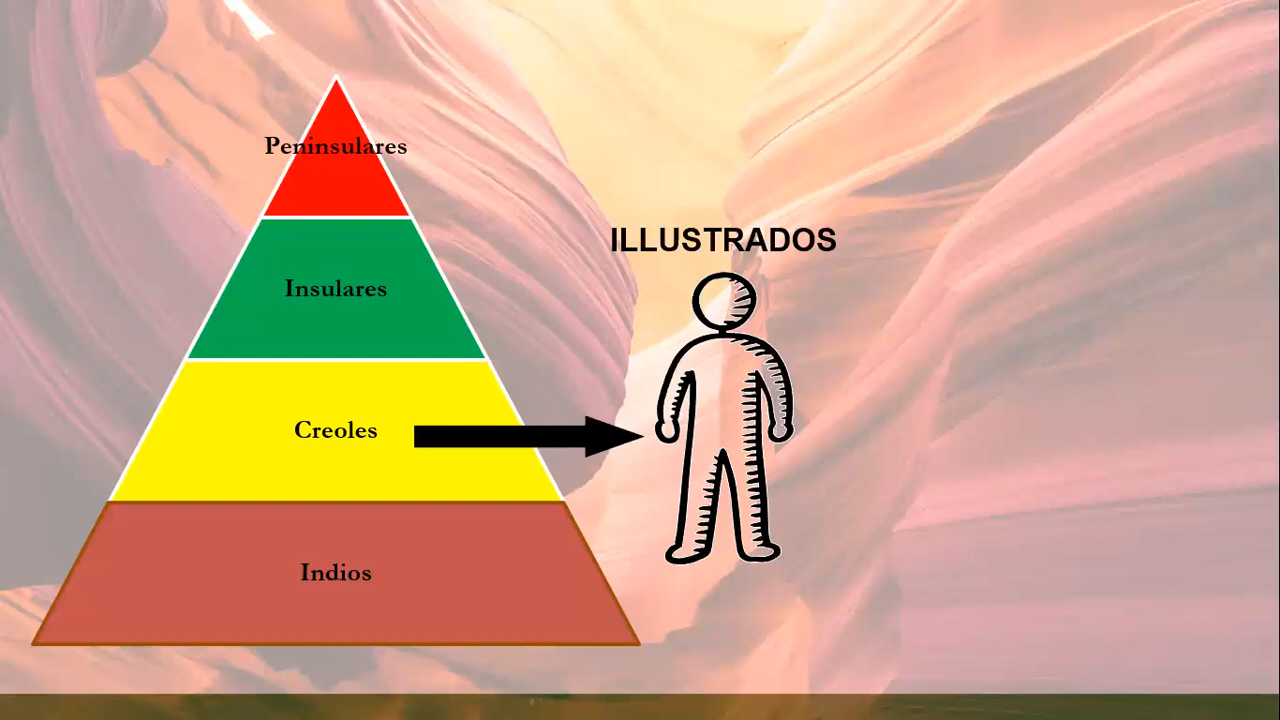 Peninsulares
Insulares
Creoles
Indios
ILLUSTRADOS